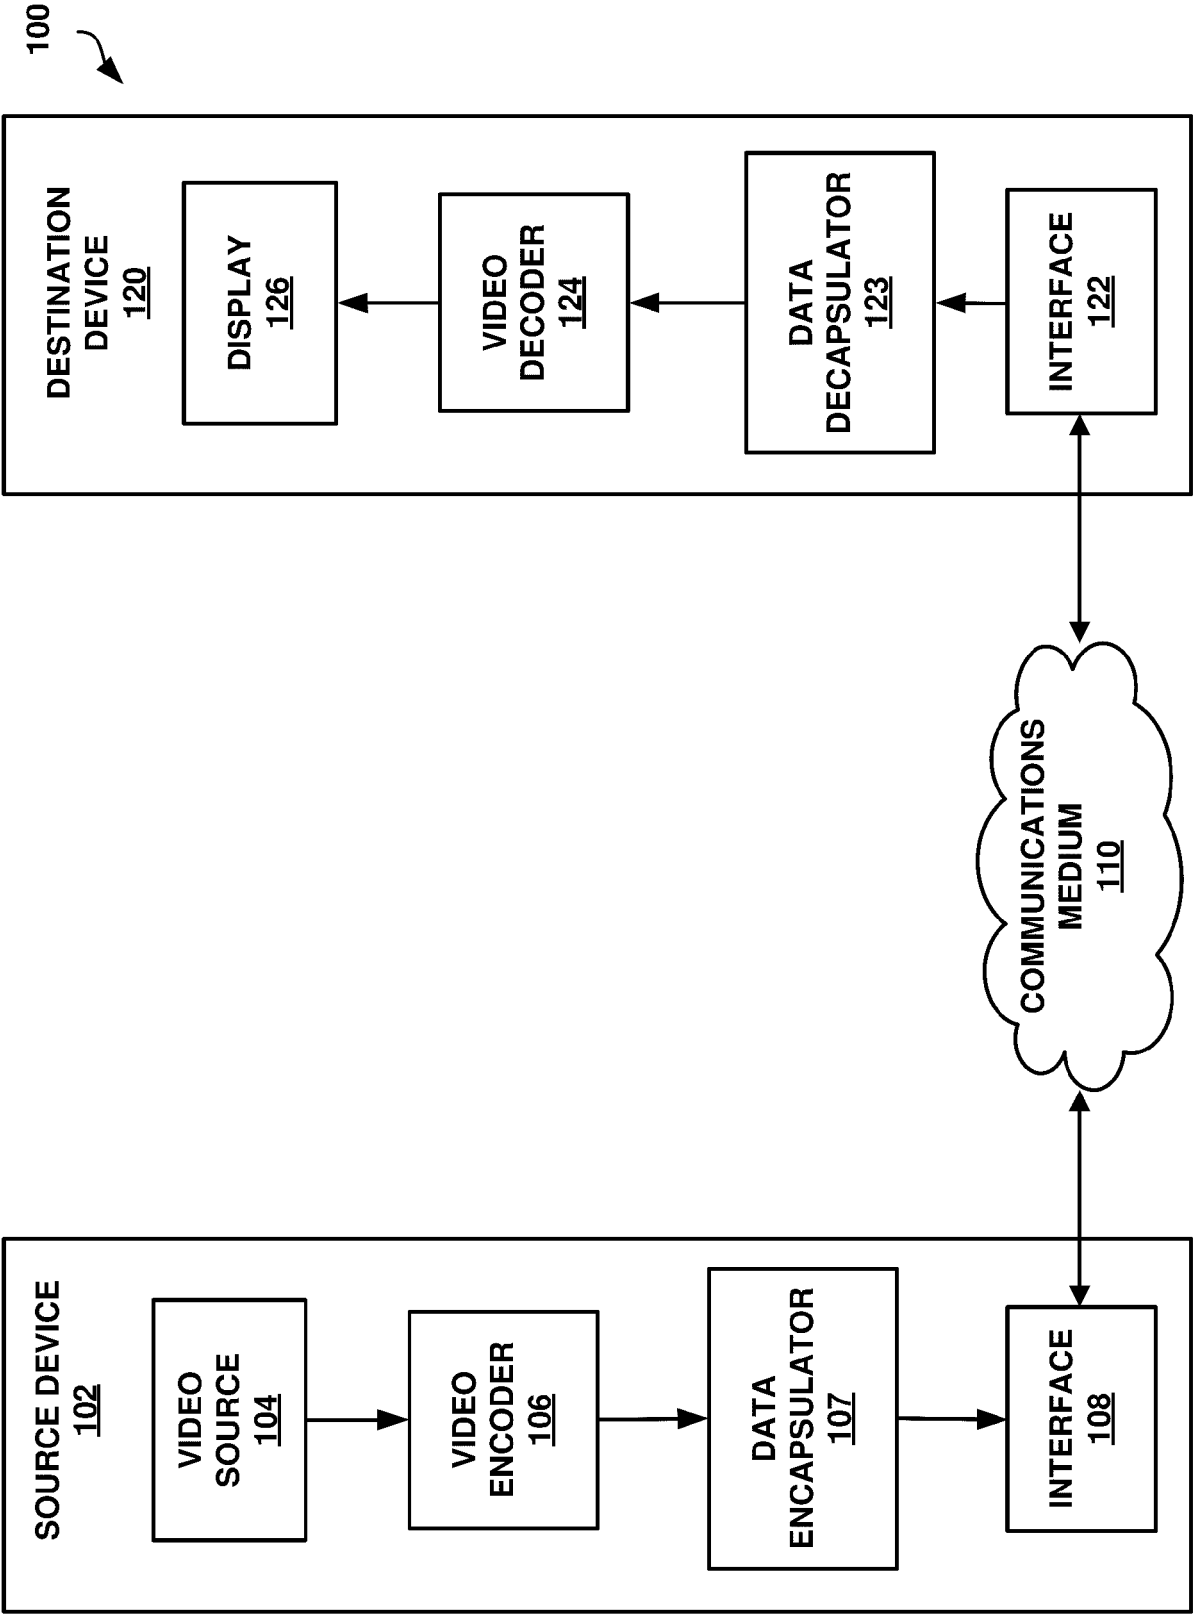 100
SOURCE DEVICE
102
VIDEO
SOURCE
104
VIDEO
ENCODER
106
DATA
ENCAPSULATOR
107
INTERFACE
108
COMMUNICATIONS
MEDIUM
110
DESTINATION
DEVICE
120
DISPLAY
126
VIDEO
DECODER
124
DATA
DECAPSULATOR
123
INTERFACE
122